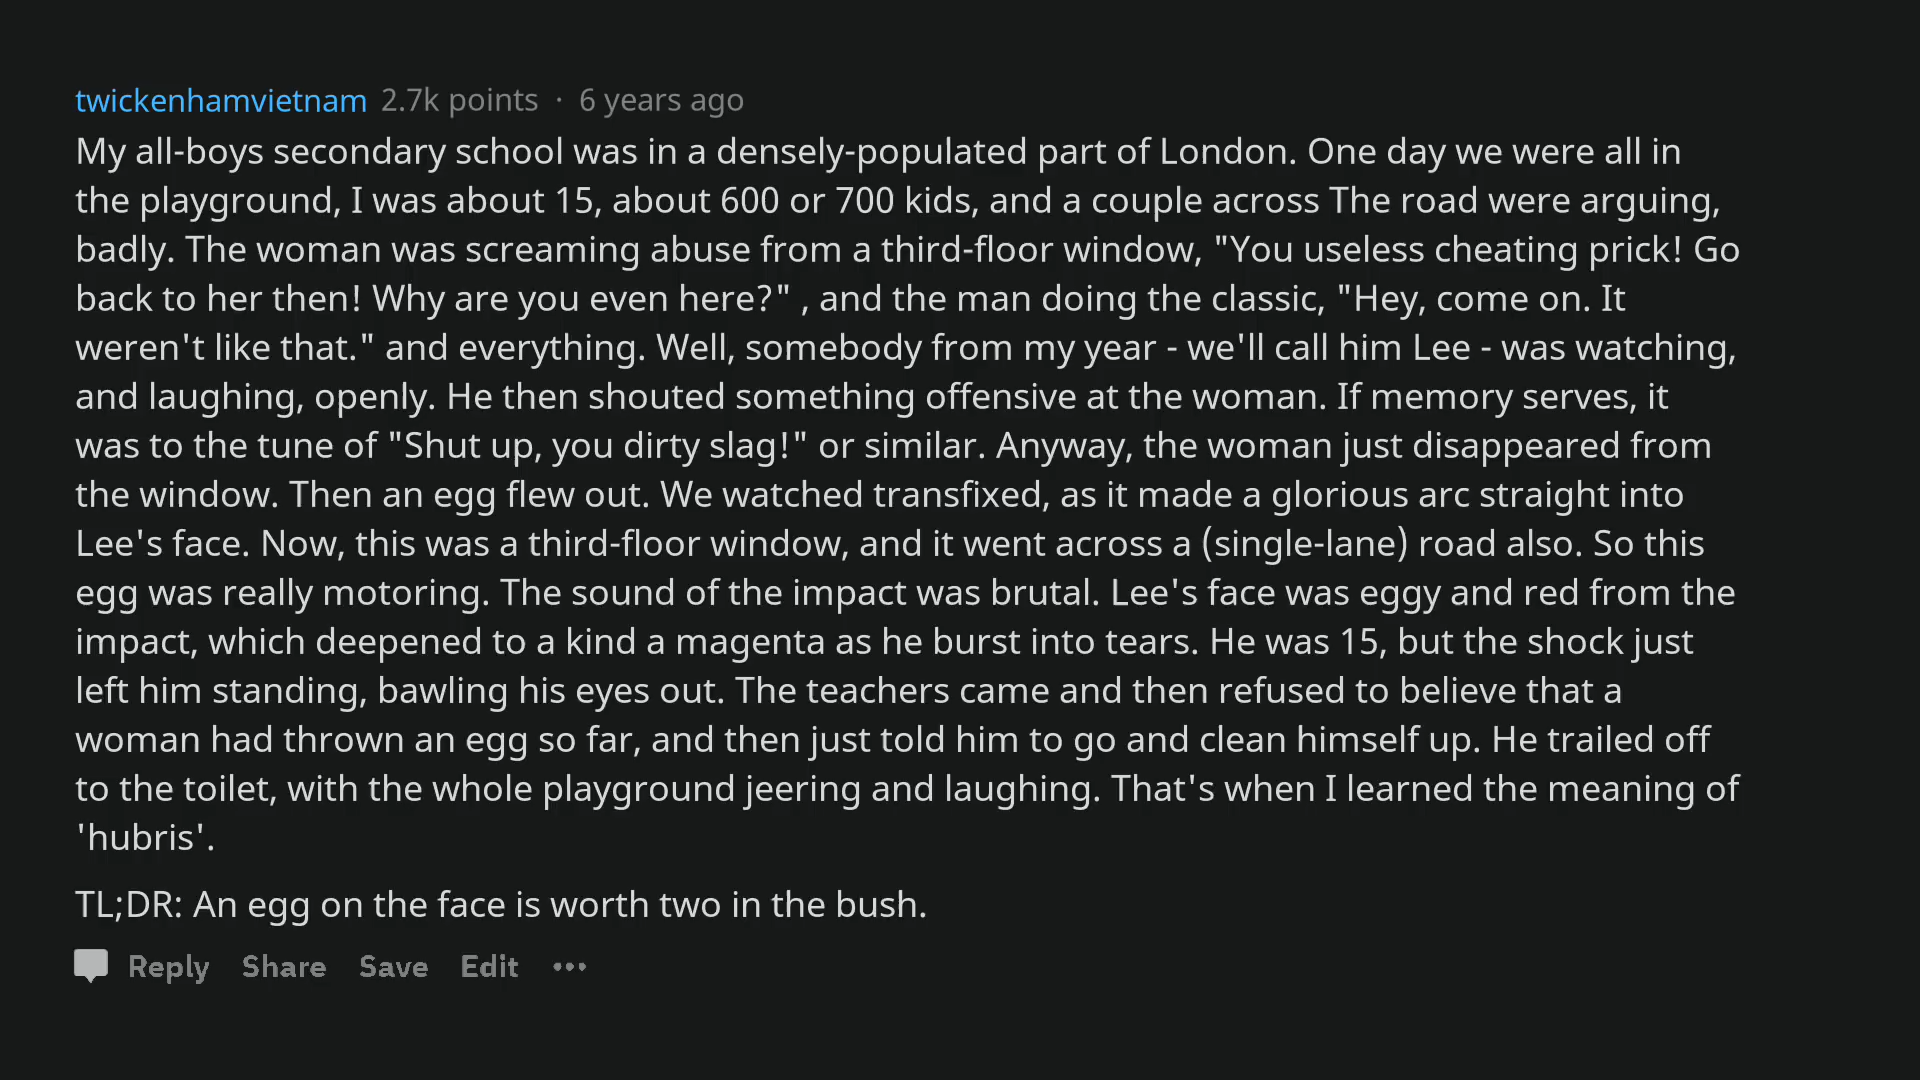 twickenhamvietnam 2.7k points · 6 years ago
My all-boys secondary school was in a densely-populated part of London. One day we were all in
the playground, I was about 15, about 600 or 700 kids, and a couple across The road were arguing,
badly. The woman was screaming abuse from a third-floor window, "You useless cheating prick! Go
back to her then! Why are you even here?" , and the man doing the classic, "Hey, come on. It
weren't like that." and everything. Well, somebody from my year - we'll call him Lee - was watching,
and laughing, openly. He then shouted something offensive at the woman. If memory serves, it
was to the tune of "Shut up, you dirty slag!" or similar. Anyway, the woman just disappeared from
the window. Then an egg flew out. We watched transfixed, as it made a glorious arc straight into
Lee's face. Now, this was a third-floor window, and it went across a (single-lane) road also. So this
egg was really motoring. The sound of the impact was brutal. Lee's face was eggy and red from the
impact, which deepened to a kind a magenta as he burst into tears. He was 15, but the shock just
left him standing, bawling his eyes out. The teachers came and then refused to believe that a
woman had thrown an egg so far, and then just told him to go and clean himself up. He trailed off
to the toilet, with the whole playground jeering and laughing. That's when I learned the meaning of
'hubris'.
TL;DR: An egg on the face is worth two in the bush.
Reply Share Save Edit •••